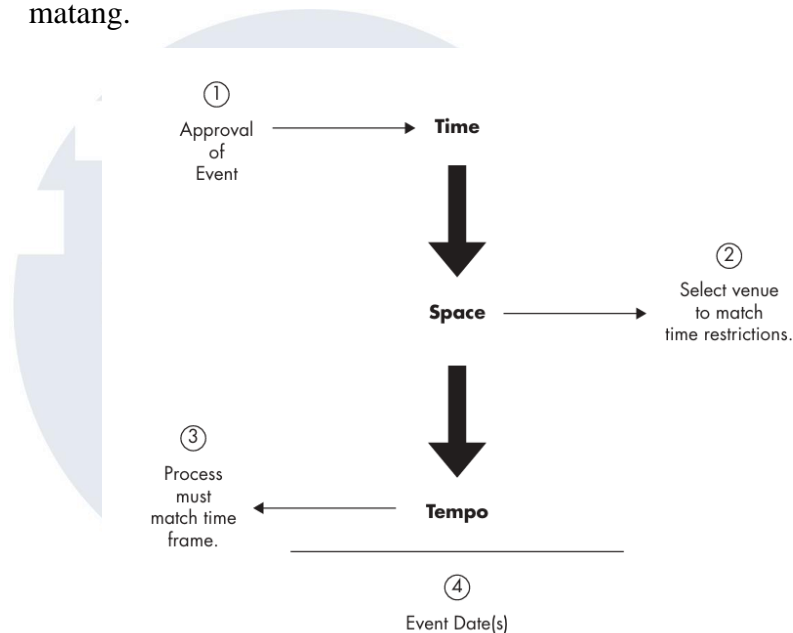 matang.
①
Approval
of
Event
Time
②
Select venue
to match
time restrictions.
Space
③
Process
must
match time
frame.
Tempo
④
Event Date(s)